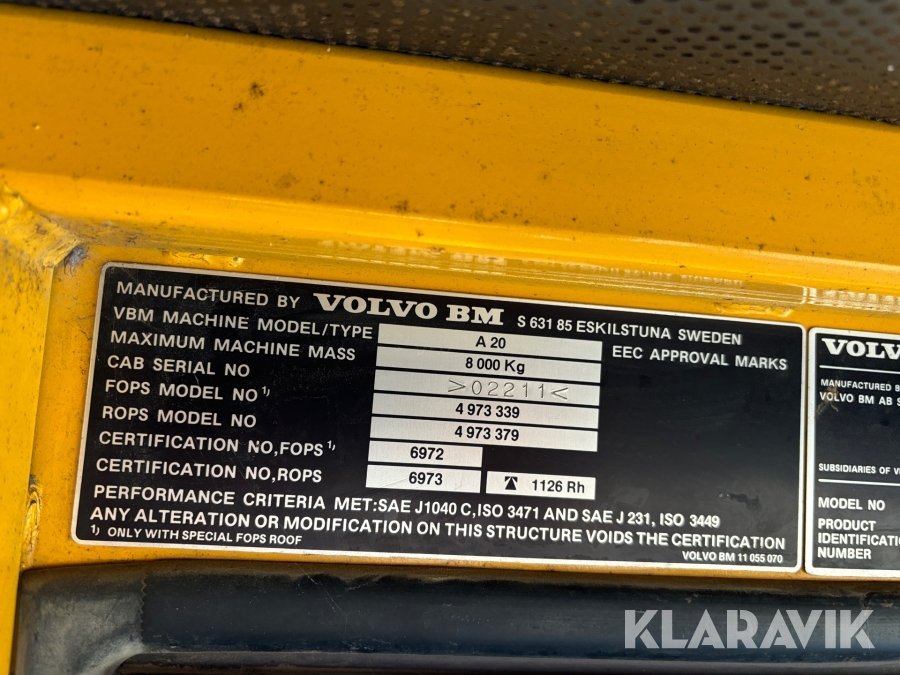 MANUFACTURED BY VOLVO BM S 631 85 ESKILSTUNA SWEDEN
VBM MACHINE MODEL/TYPE A 20 EEC APPROVAL MARKS
MAXIMUM MACHINE MASS 8 000 Kg
CAB SERIAL NO >02211<
FOPS MODEL NO 1) 4 973 339
ROPS MODEL NO 4 973 379
CERTIFICATION NO,FOPS 1) 6972
CERTIFICATION NO,ROPS 6973 1126 Rh
PERFORMANCE CRITERIA MET:SAE J1040 C,ISO 3471 AND SAE J 231, ISO 3449
ANY ALTERATION OR MODIFICATION ON THIS STRUCTURE VOIDS THE CERTIFICATION
1) ONLY WITH SPECIAL FOPS ROOF
VOLVO BM 11 055 070
VOLV
MANUFACTURED B
VOLVO BM AB S
SUBSIDIARIES OF V
MODEL NO
PRODUCT
IDENTIFICATIO
NUMBER
KLARAVIK